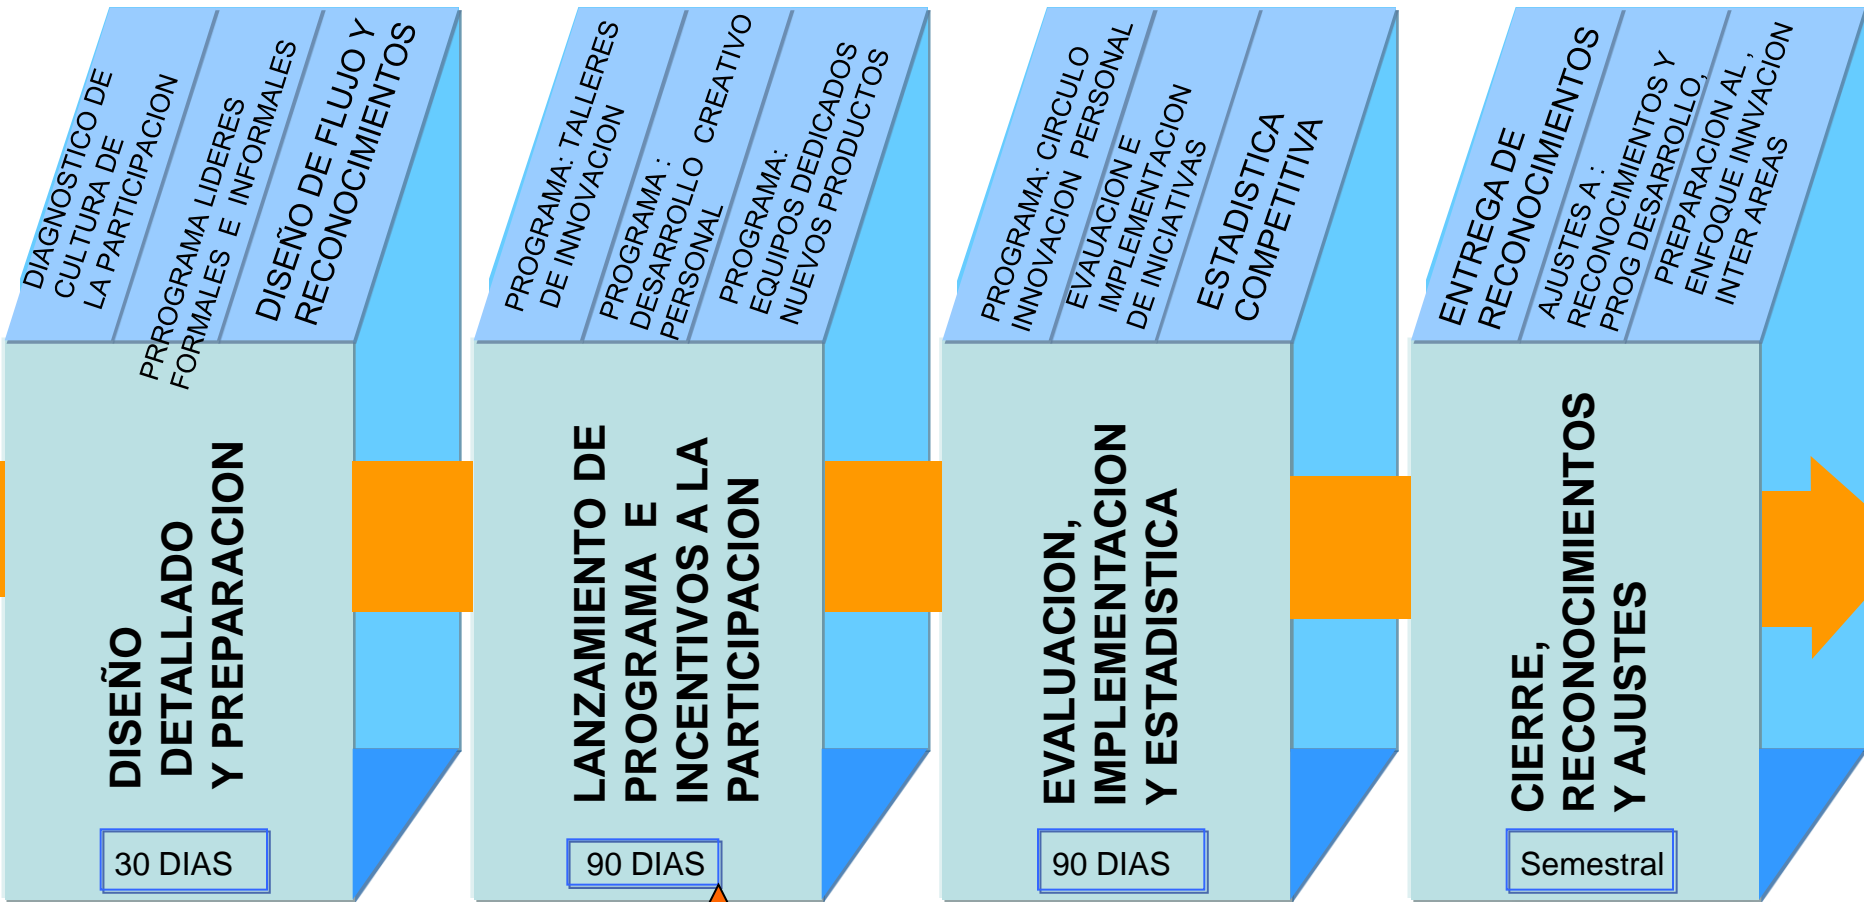 DIAGNOSTICO DE
CULTURA DE
LA PARTICIPACION
PRROGRAMA LIDERES
FORMALES E INFORMALES
DISEÑO DE FLUJO Y
RECONOCIMIENTOS
DISEÑO
DETALLADO
Y PREPARACION
30 DIAS
PROGRAMA: TALLERES
DE INNOVACION
PROGRAMA :
DESARROLLO CREATIVO
PERSONAL
PROGRAMA:
EQUIPOS DEDICADOS
NUEVOS PRODUCTOS
LANZAMIENTO DE
PROGRAMA E
INCENTIVOS A LA
PARTICIPACION
90 DIAS
PROGRAMA: CIRCULO
INNOVACION PERSONAL
EVALUACION E
IMPLEMENTACION
DE INICIATIVAS
ESTADISTICA
COMPETITIVA
EVALUACION,
IMPLEMENTACION
Y ESTADISTICA
90 DIAS
ENTREGA DE
RECONOCIMIENTOS
AJUSTES A :
RECONOCIMIENTOS Y
PROG DESARROLLO,
PREPARACION AL ,
ENFOQUE INVACION
INTER AREAS
CIERRE,
RECONOCIMIENTOS
Y AJUSTES
Semestral